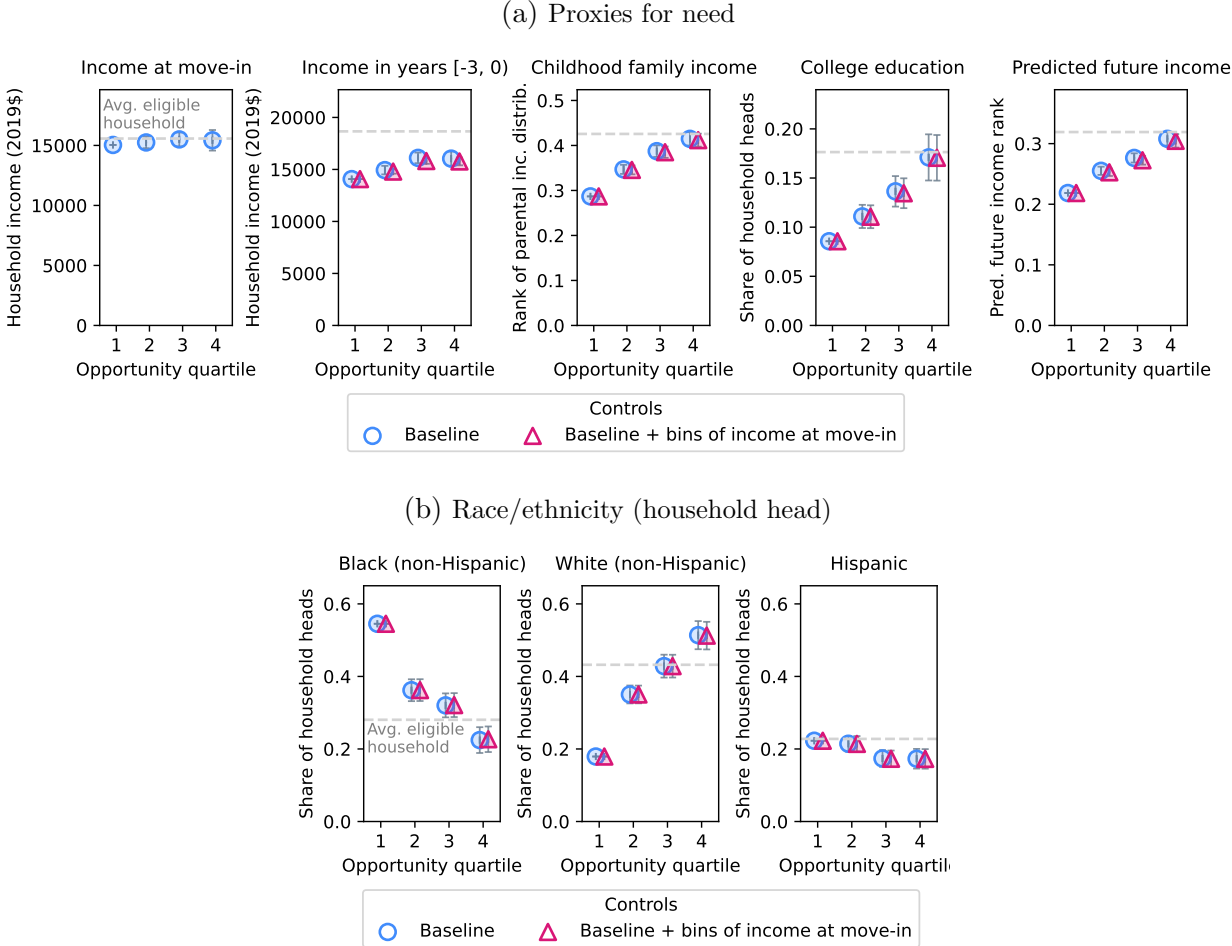 (a) Proxies for need
Income at move-in
Household income (2019$)
Avg. eligible
household
15000
10000
5000
0
1 2 3 4
Opportunity quartile
Income in years [-3, 0)
Household income (2019$)
20000
15000
10000
5000
0
1 2 3 4
Opportunity quartile
Childhood family income
Rank of parental inc. distrib.
0.5
0.4
0.3
0.2
0.1
0.0
1 2 3 4
Opportunity quartile
College education
Share of household heads
0.20
0.15
0.10
0.05
0.00
1 2 3 4
Opportunity quartile
Predicted future income
Pred. future income rank
0.3
0.2
0.1
0.0
1 2 3 4
Opportunity quartile
Controls
Baseline Baseline + bins of income at move-in
(b) Race/ethnicity (household head)
Black (non-Hispanic)
Share of household heads
0.6
0.4
0.2
0.0
Avg. eligible
household
1 2 3 4
Opportunity quartile
White (non-Hispanic)
Share of household heads
0.6
0.4
0.2
0.0
1 2 3 4
Opportunity quartile
Hispanic
Share of household heads
0.6
0.4
0.2
0.0
1 2 3 4
Opportunity quartil
Controls
Baseline Baseline + bins of income at move-in